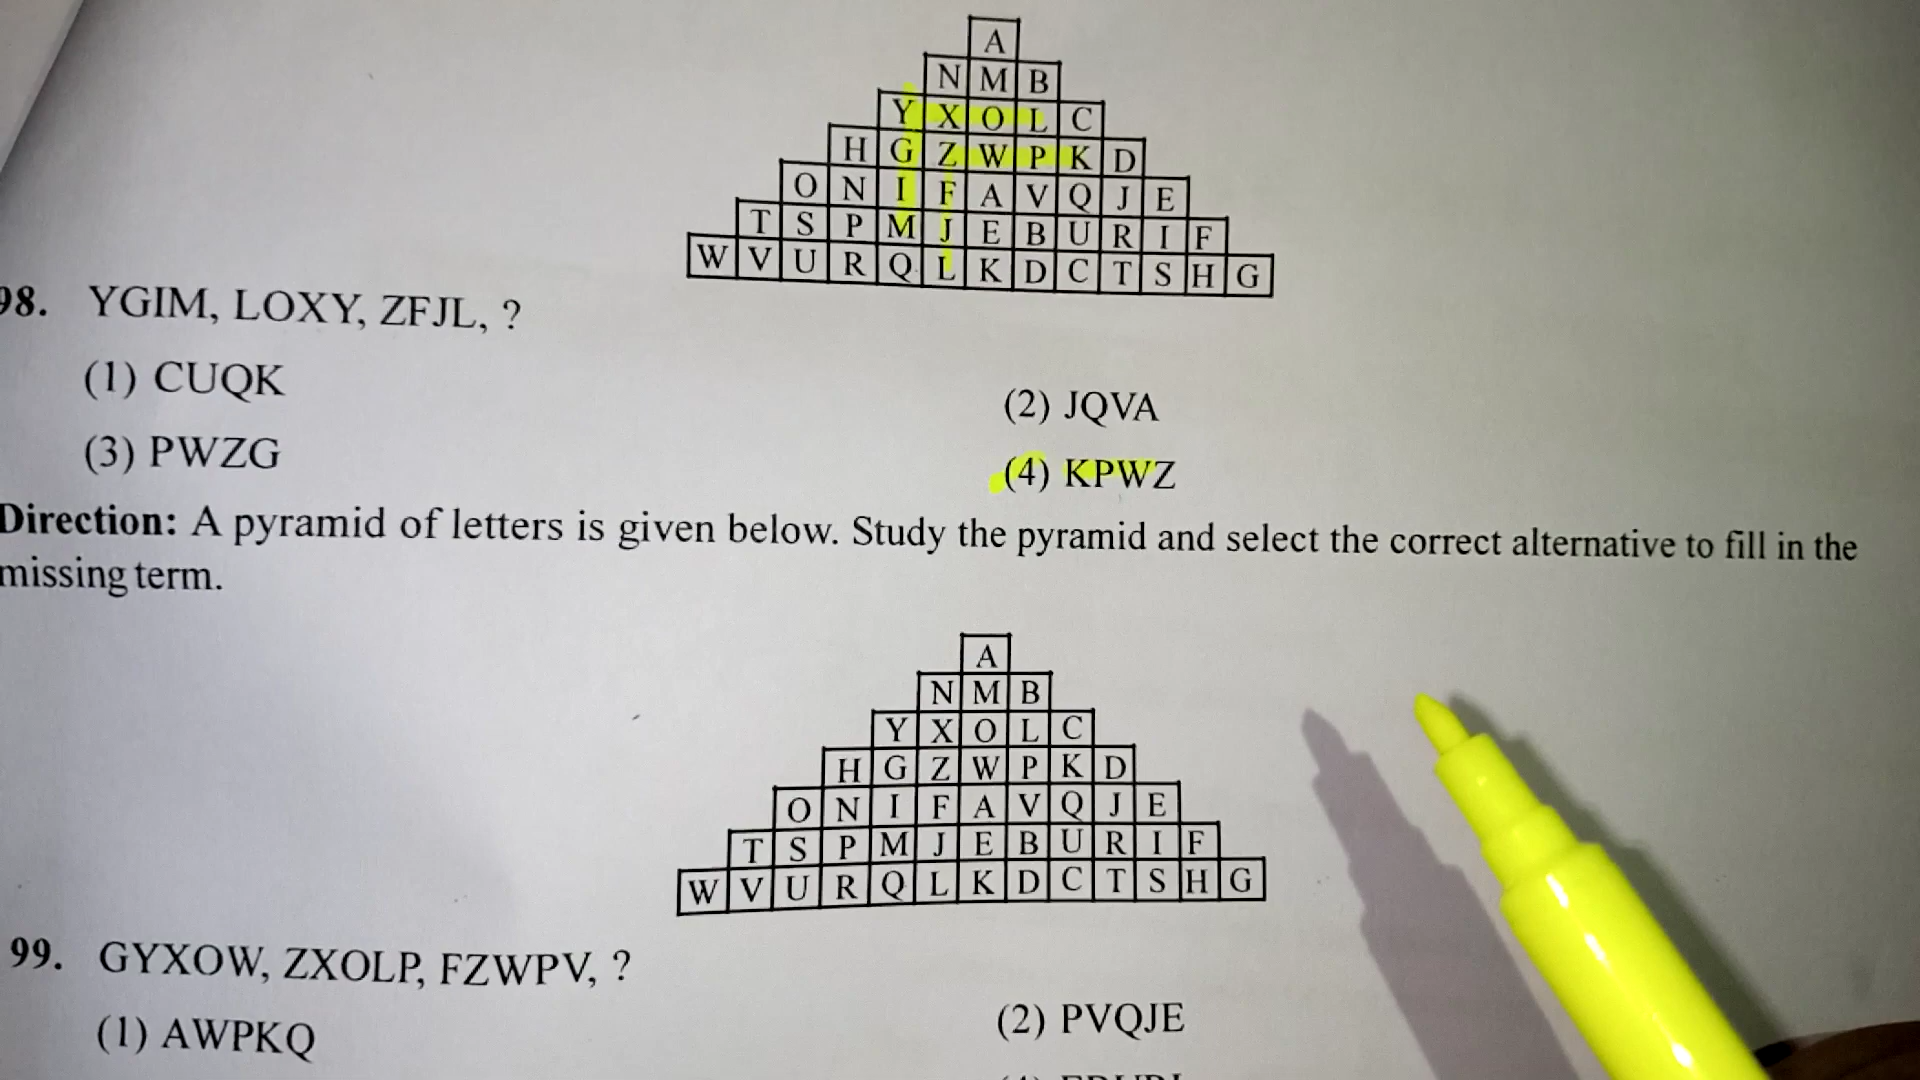 A
N M B
Y X O L C
H G Z W P K D
O N I F A V Q J E
T S P M J E B U R I F
W V U R Q L K D C T S H G
98. YGIM, LOXY, ZFJL, ?
(1) CUQK
(2) JQVA
(3) PWZG
(4) KPWZ
Direction: A pyramid of letters is given below. Study the pyramid and select the correct alternative to fill in the
missing term.
A
N M B
Y X O L C
H G Z W P K D
O N I F A V Q J E
T S P M J E B U R I F
W V U R Q L K D C T S H G
99. GYXOW, ZXOLP, FZWPV, ?
(1) AWPKQ
(2) PVQJE